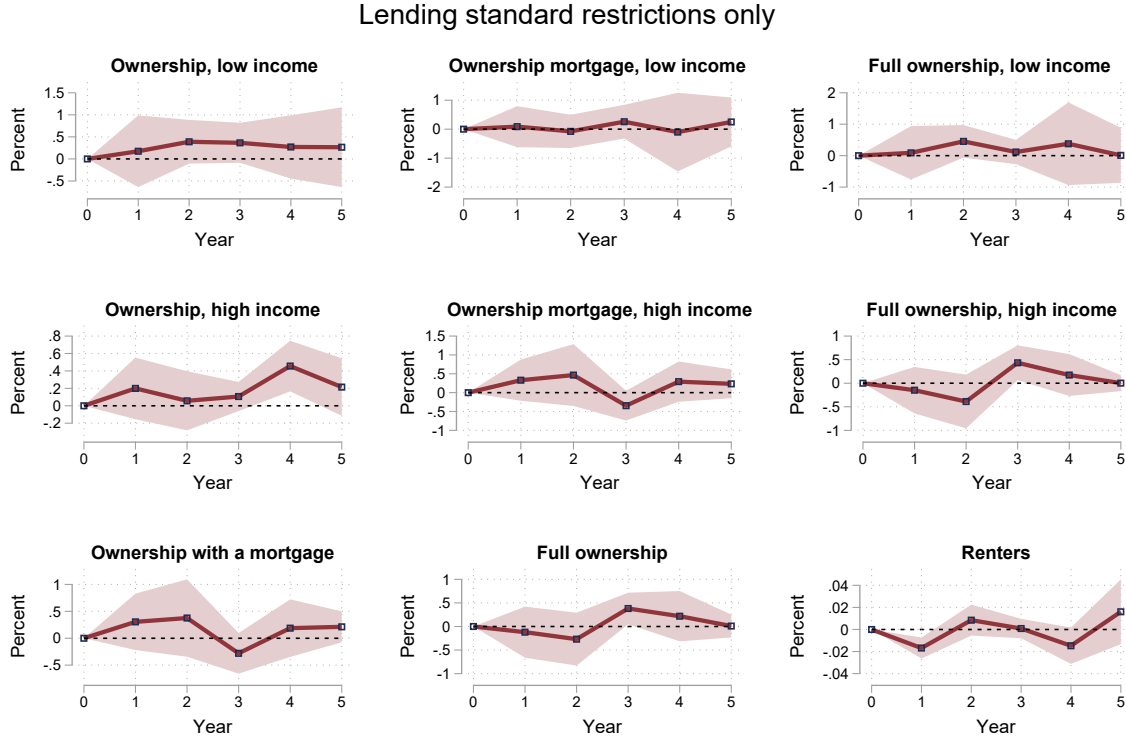 Lending standard restrictions only
Ownership, low income
Percent
1.5
1
.5
0
-.5
0 1 2 3 4 5
Year
Ownership mortgage, low income
Percent
1
0
-1
-2
0 1 2 3 4 5
Year
Full ownership, low income
Percent
2
1
0
-1
0 1 2 3 4 5
Year
Ownership, high income
Percent
.8
.6
.4
.2
0
-.2
0 1 2 3 4 5
Year
Ownership mortgage, high income
Percent
1.5
1
.5
0
-.5
-1
0 1 2 3 4 5
Year
Full ownership, high income
Percent
1
.5
0
-.5
-1
0 1 2 3 4 5
Year
Ownership with a mortgage
Percent
1
.5
0
-.5
0 1 2 3 4 5
Year
Full ownership
Percent
1
.5
0
-.5
-1
0 1 2 3 4 5
Year
Renters
Percent
.04
.02
0
-.02
-.04
0 1 2 3 4 5
Year